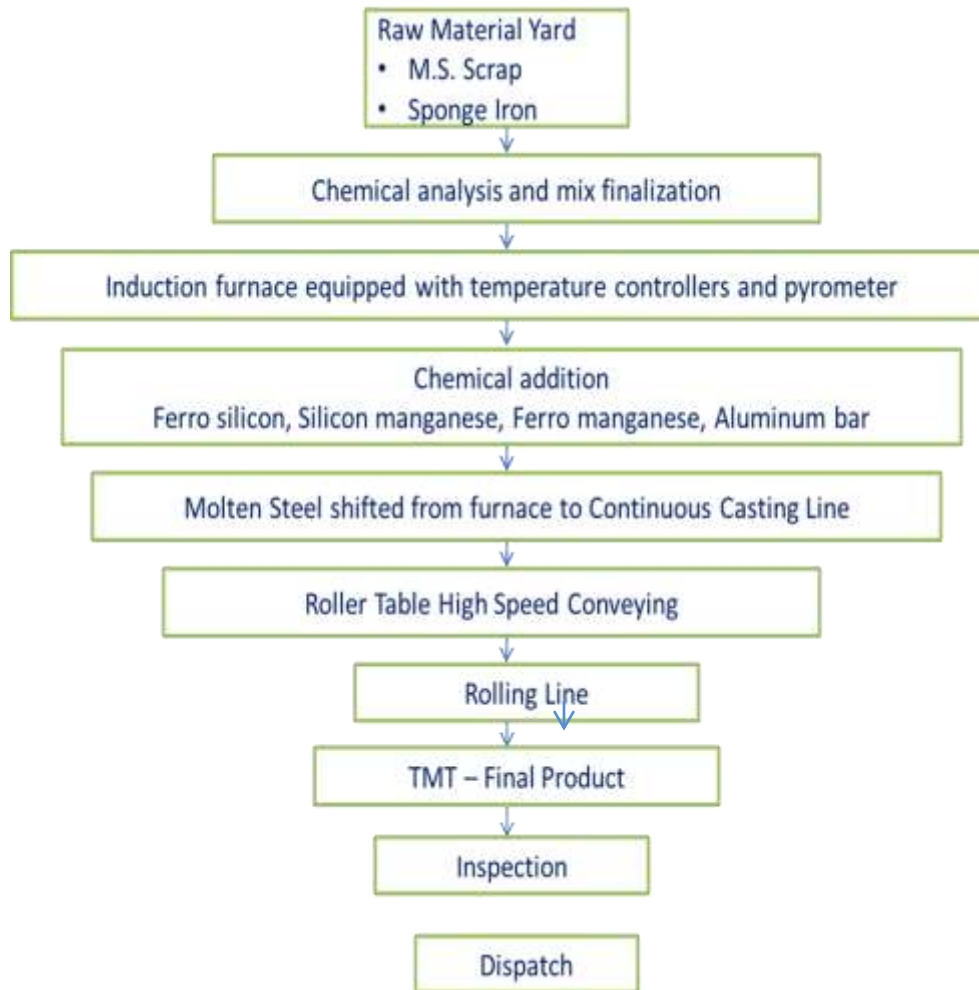 Raw Material Yard
• M.S. Scrap
• Sponge Iron
Chemical analysis and mix finalization
Induction furnace equipped with temperature controllers and pyrometer
Chemical addition
Ferro silicon, Silicon manganese, Ferro manganese, Aluminum bar
Molten Steel shifted from furnace to Continuous Casting Line
Roller Table High Speed Conveying
Rolling Line
TMT – Final Product
Inspection
Dispatch